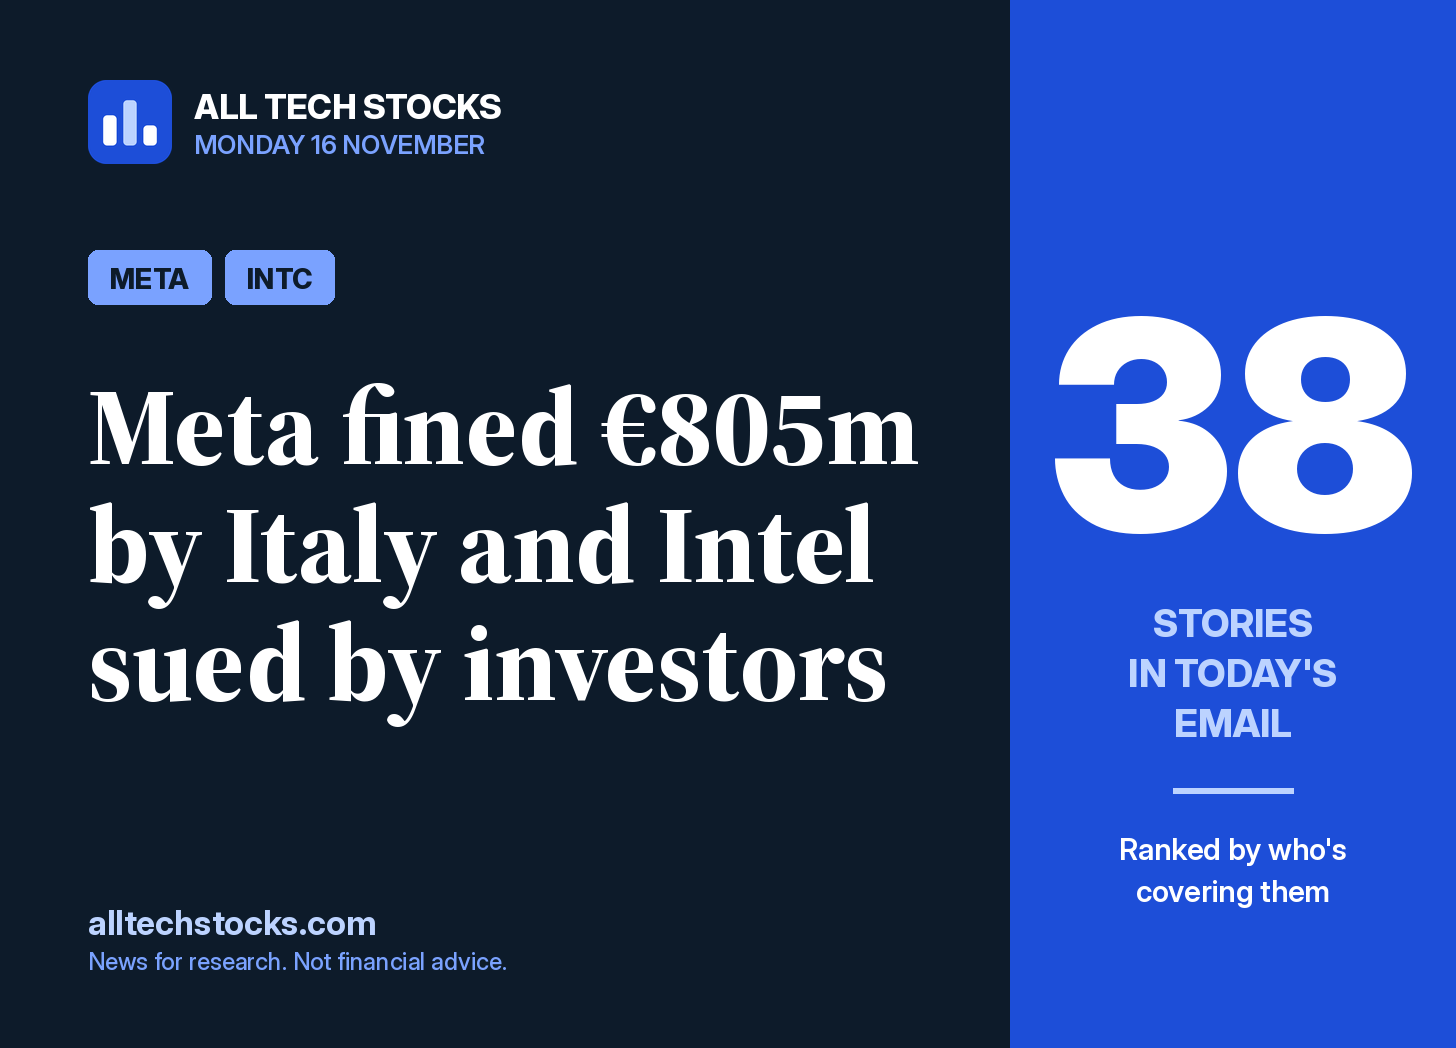 ALL TECH STOCKS
MONDAY 16 NOVEMBER
META INTC
Meta fined €805m
by Italy and Intel
sued by investors
alltechstocks.com
News for research. Not financial advice.
38
STORIES
IN TODAY'S
EMAIL
Ranked by who's
covering them